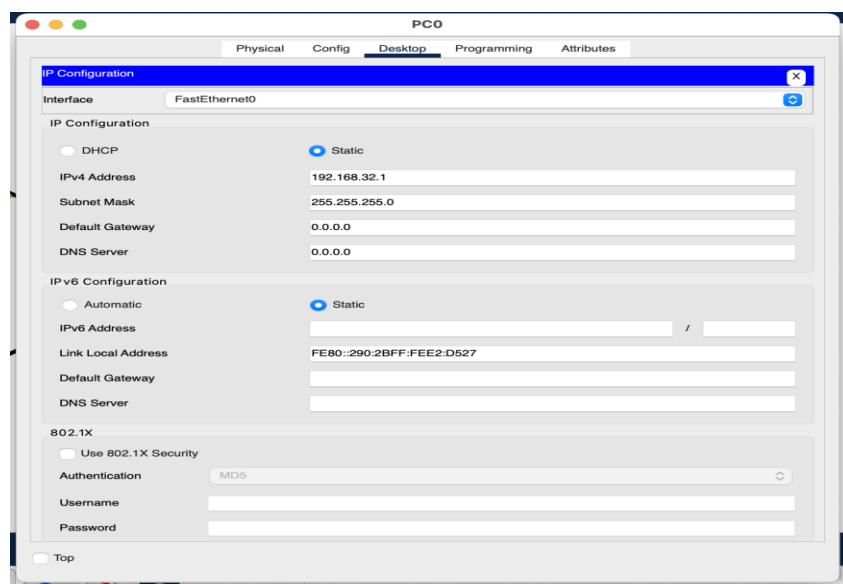 PC0
Physical Config Desktop Programming Attributes
IP Configuration
X
Interface FastEthernet0
IP Configuration
DHCP Static
IPv4 Address 192.168.32.1
Subnet Mask 255.255.255.0
Default Gateway 0.0.0.0
DNS Server 0.0.0.0
IPv6 Configuration
Automatic Static
IPv6 Address /
Link Local Address FE80::290:2BFF:FEE2:D527
Default Gateway
DNS Server
802.1X
Use 802.1X Security
Authentication MD5
Username
Password
Top